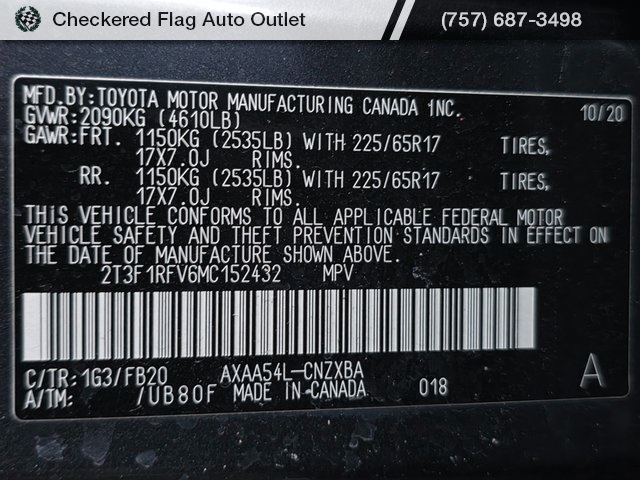 Checkered Flag Auto Outlet
(757) 687-3498
MFD.BY:TOYOTA MOTOR MANUFACTURING CANADA INC. 10/20
GVWR:2090KG (4610LB)
GAWR:FRT. 1150KG (2535LB) WITH 225/65R17 TIRES,
17X7.0J RIMS.
RR. 1150KG (2535LB) WITH 225/65R17 TIRES,
17X7.0J RIMS.
THIS VEHICLE CONFORMS TO ALL APPLICABLE FEDERAL MOTOR
VEHICLE SAFETY AND THEFT PREVENTION STANDARDS IN EFFECT ON
THE DATE OF MANUFACTURE SHOWN ABOVE.
2T3F1RFV6MC152432 MPV
C/TR:1G3/FB20 AXAA54L-CNZXBA A
A/TM: /UB80F MADE IN CANADA 018